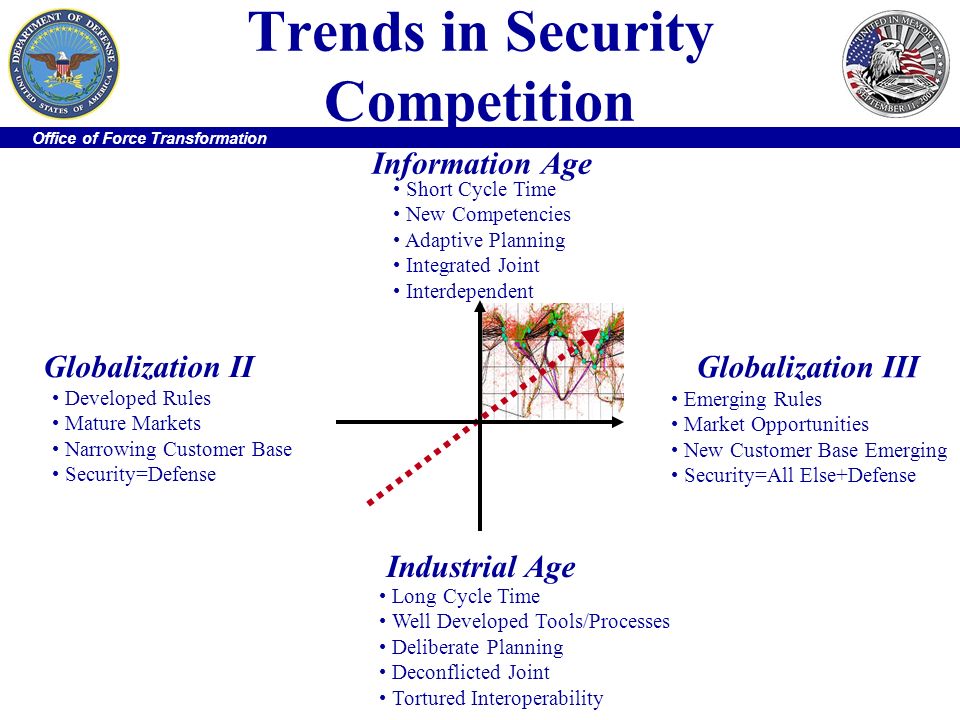 Trends in Security
Competition
DEPARTMENT OF DEFENSE
UNITED STATES OF AMERICA
UNITED IN MEMORY
SEPTEMBER 11, 2001
Office of Force Transformation
Information Age
• Short Cycle Time
• New Competencies
• Adaptive Planning
• Integrated Joint
• Interdependent
Globalization II
• Developed Rules
• Mature Markets
• Narrowing Customer Base
• Security=Defense
Globalization III
• Emerging Rules
• Market Opportunities
• New Customer Base Emerging
• Security=All Else+Defense
Industrial Age
• Long Cycle Time
• Well Developed Tools/Processes
• Deliberate Planning
• Deconflicted Joint
• Tortured Interoperability